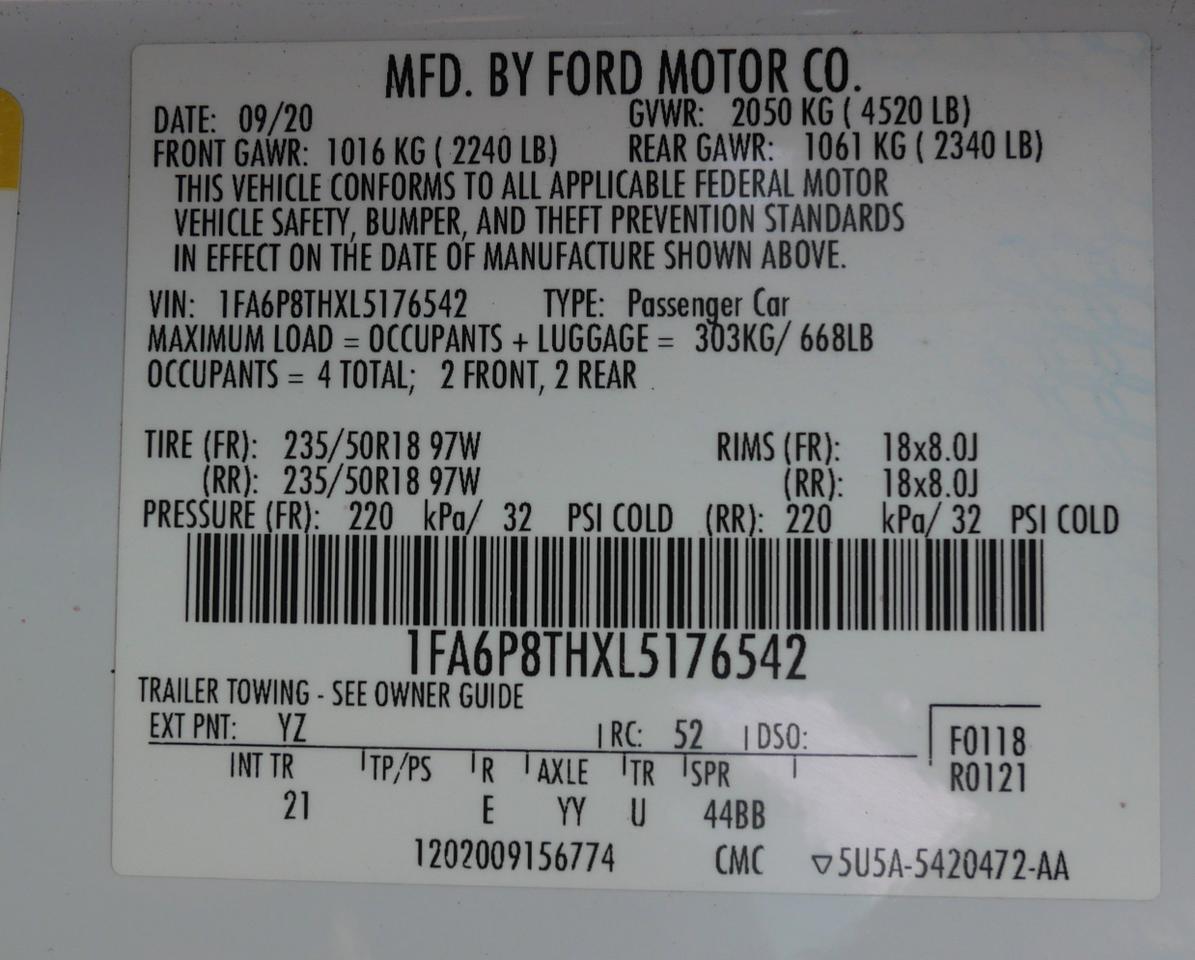 MFD. BY FORD MOTOR CO.
DATE: 09/20 GVWR: 2050 KG ( 4520 LB)
FRONT GAWR: 1016 KG ( 2240 LB) REAR GAWR: 1061 KG ( 2340 LB)
THIS VEHICLE CONFORMS TO ALL APPLICABLE FEDERAL MOTOR
VEHICLE SAFETY, BUMPER, AND THEFT PREVENTION STANDARDS
IN EFFECT ON THE DATE OF MANUFACTURE SHOWN ABOVE.
VIN: 1FA6P8THXL5176542 TYPE: Passenger Car
MAXIMUM LOAD = OCCUPANTS + LUGGAGE = 303KG/ 668LB
OCCUPANTS = 4 TOTAL; 2 FRONT, 2 REAR
TIRE (FR): 235/50R18 97W RIMS (FR): 18x8.0J
(RR): 235/50R18 97W (RR): 18x8.0J
PRESSURE (FR): 220 kPa/ 32 PSI COLD (RR): 220 kPa/ 32 PSI COLD
1FA6P8THXL5176542
TRAILER TOWING - SEE OWNER GUIDE
EXT PNT: YZ RC: 52 DSO: F0118
INT TR TP/PS R AXLE TR SPR R0121
21 E YY U 44BB
1202009156774 CMC ▽5U5A-5420472-AA